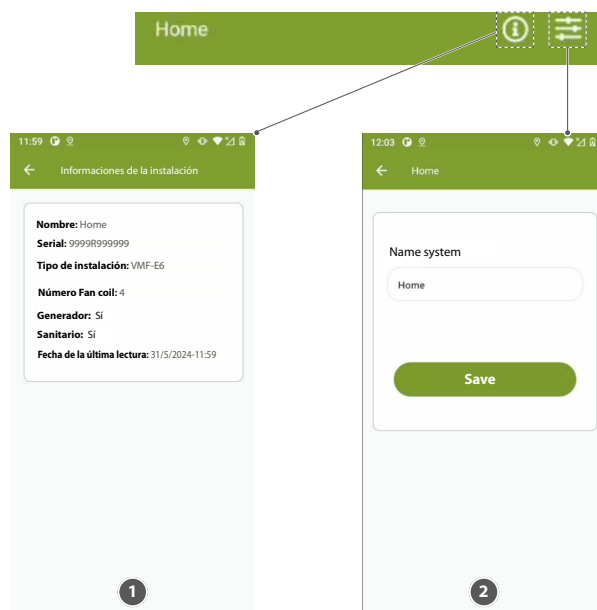 Home
11:59
Informaciones de la instalación
Nombre: Home
Serial: 9999R999999
Tipo de instalación: VMF-E6
Número Fan coil: 4
Generador: Sí
Sanitario: Sí
Fecha de la última lectura: 31/5/2024-11:59
1
12:03
Home
Name system
Home
Save
2